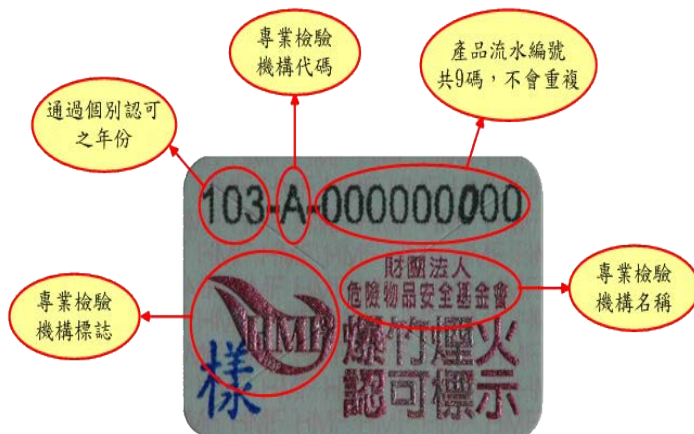 專業檢驗
機構代碼
產品流水編號
共9碼，不會重複
通過個別認可
之年份
103-A-000000000
財團法人
危險物品安全基金會
專業檢驗
機構標誌
專業檢驗
機構名稱
HMF
爆竹煙火
認可標示
樣